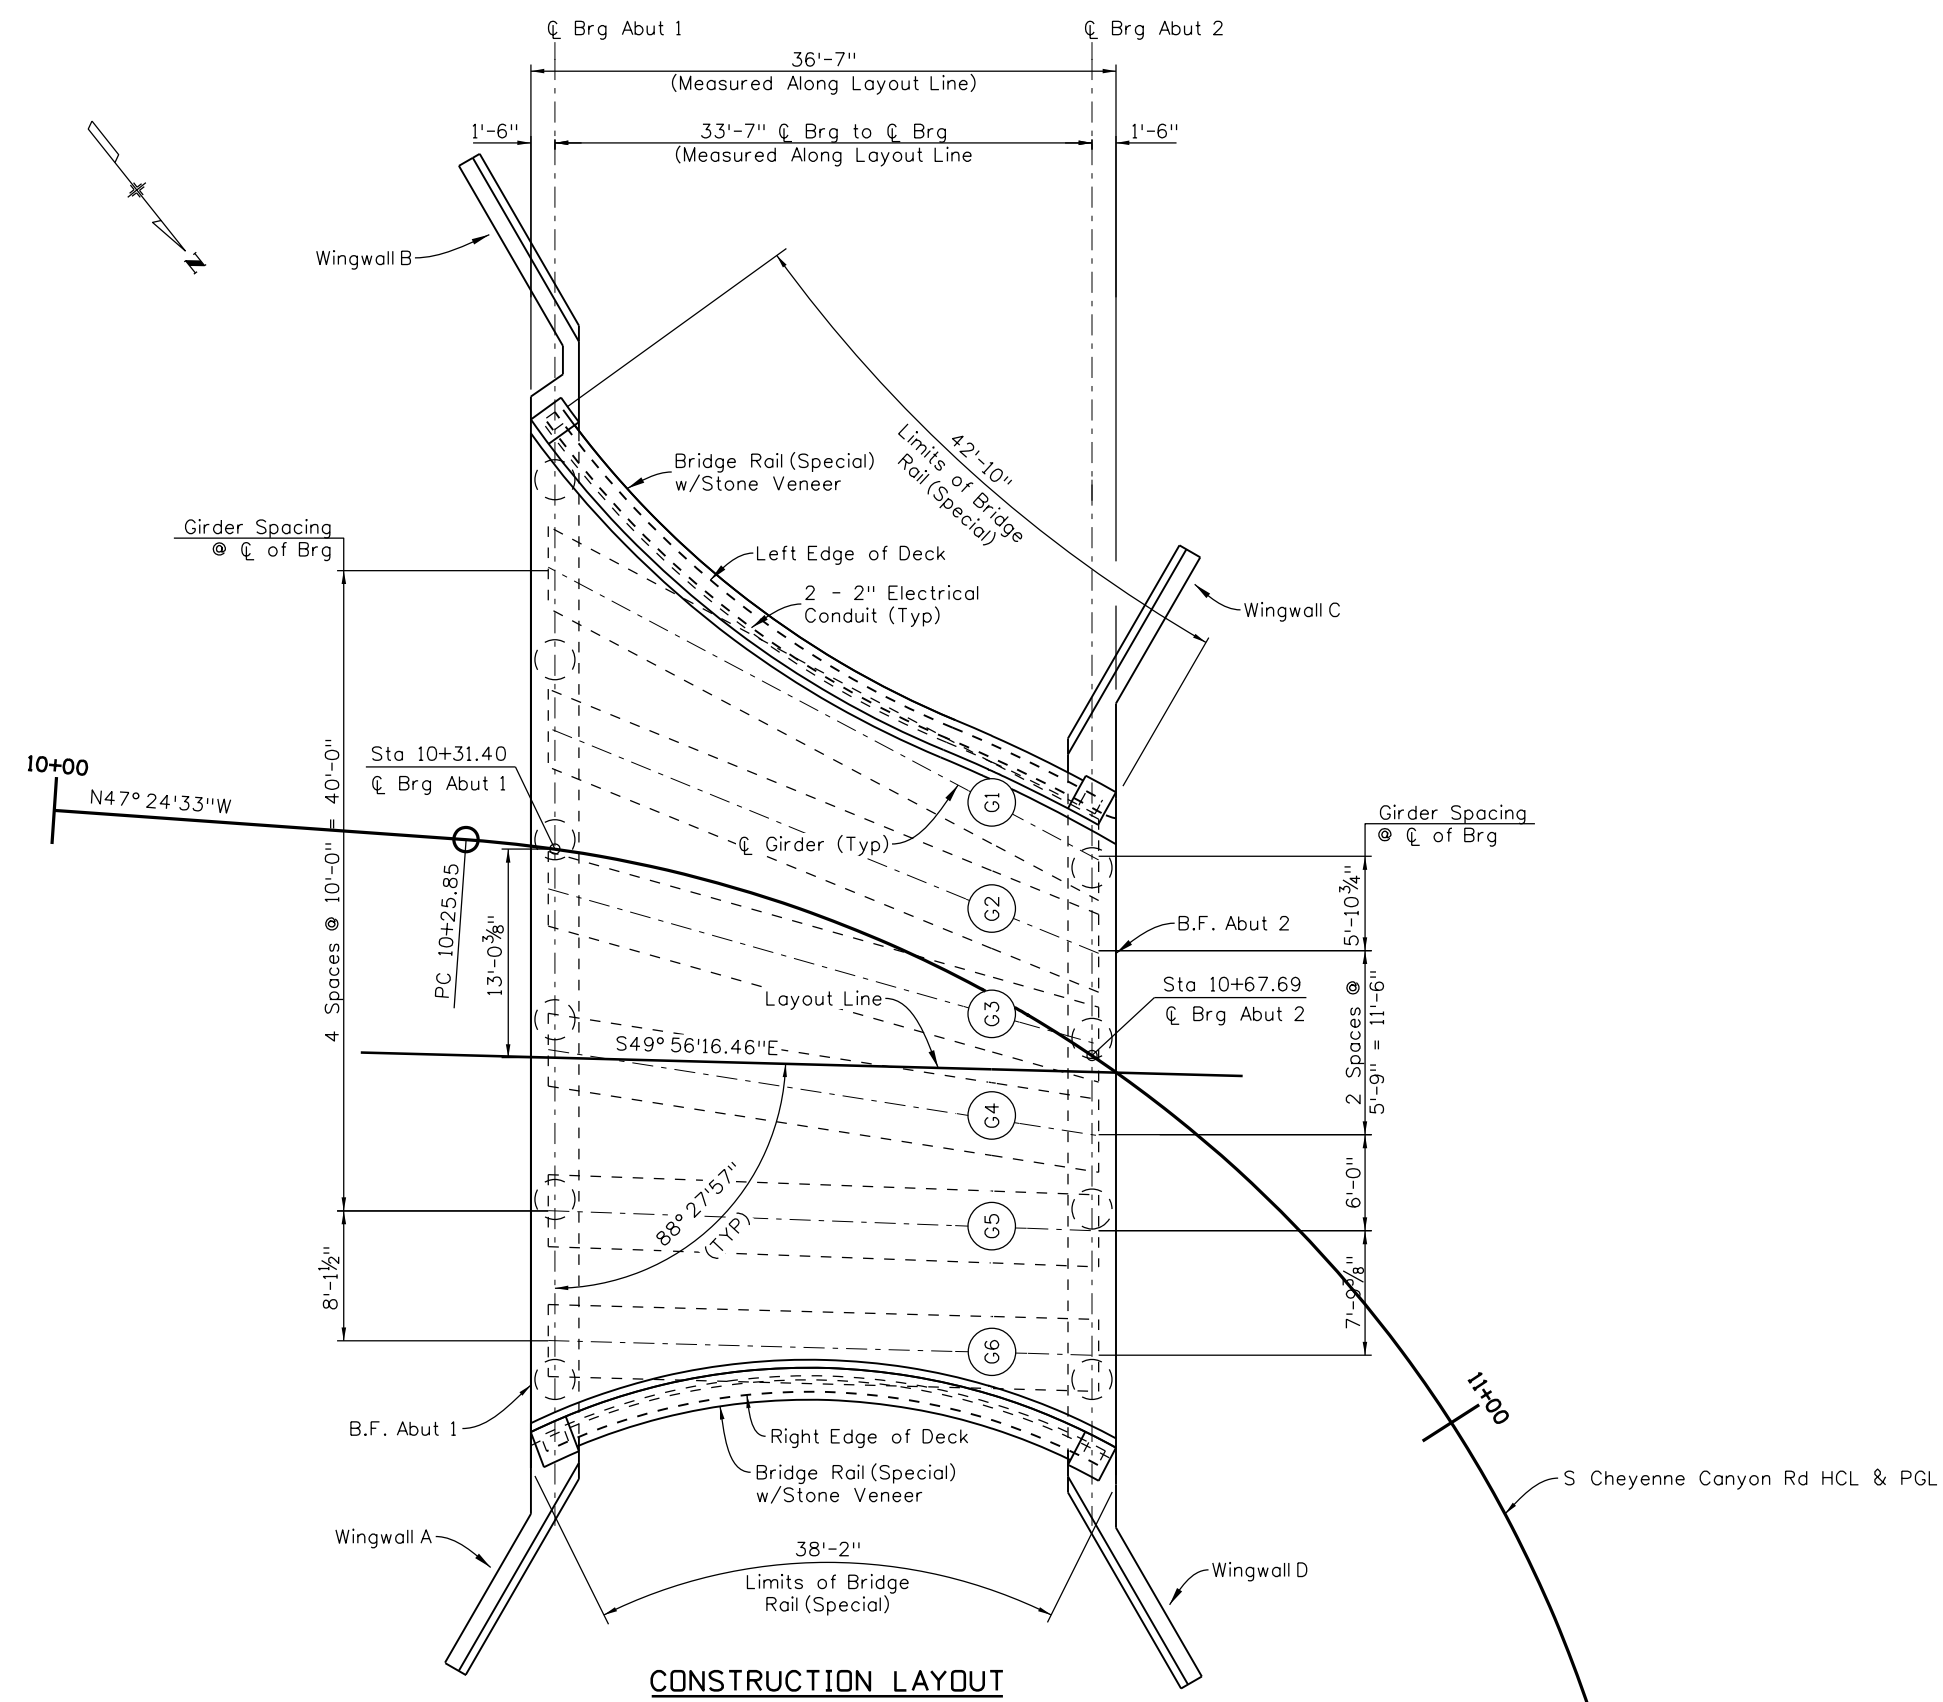 ℄ Brg Abut 1
℄ Brg Abut 2
36'-7"
(Measured Along Layout Line)
1'-6"
33'-7" ℄ Brg to ℄ Brg
1'-6"
(Measured Along Layout Line
N
Wingwall B
42'-10"
Limits of Bridge
Rail (Special)
Bridge Rail (Special)
w/Stone Veneer
Girder Spacing
@ ℄ of Brg
Left Edge of Deck
2 - 2" Electrical
Conduit (Typ)
Wingwall C
Sta 10+31.40
℄ Brg Abut 1
10+00
N47°24'33"W
4 Spaces @ 10'-0" = 40'-0"
PC 10+25.85
13'-0⅜"
℄ Girder (Typ)
G1
G2
G3
G4
G5
G6
Girder Spacing
@ ℄ of Brg
5'-10¾"
B.F. Abut 2
Sta 10+67.69
℄ Brg Abut 2
2 Spaces @
5'-9" = 11'-6"
Layout Line
S49°56'16.46"E
88°27'57"
(TYP)
6'-0"
8'-1½"
7'-9⅝"
11+00
B.F. Abut 1
Right Edge of Deck
Bridge Rail (Special)
w/Stone Veneer
S Cheyenne Canyon Rd HCL & PGL
Wingwall A
38'-2"
Limits of Bridge
Rail (Special)
Wingwall D
CONSTRUCTION LAYOUT